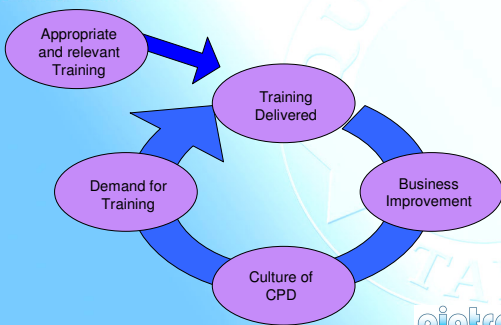 Appropriate
and relevant
Training
Training
Delivered
Demand for
Training
Business
Improvement
Culture of
CPD